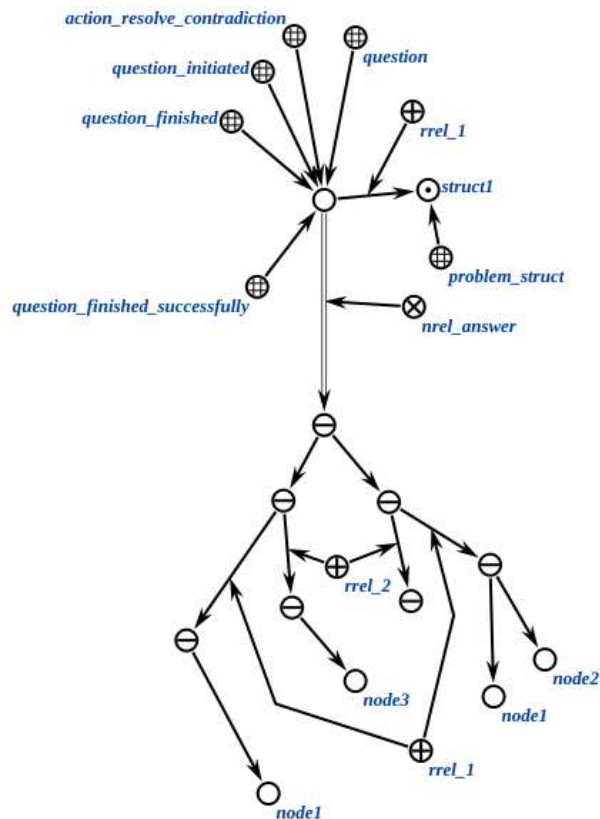 action_resolve_contradiction
question
question_initiated
question_finished
rrel_1
struct1
problem_struct
question_finished_successfully
nrel_answer
rrel_2
node3
node2
node1
rrel_1
node1